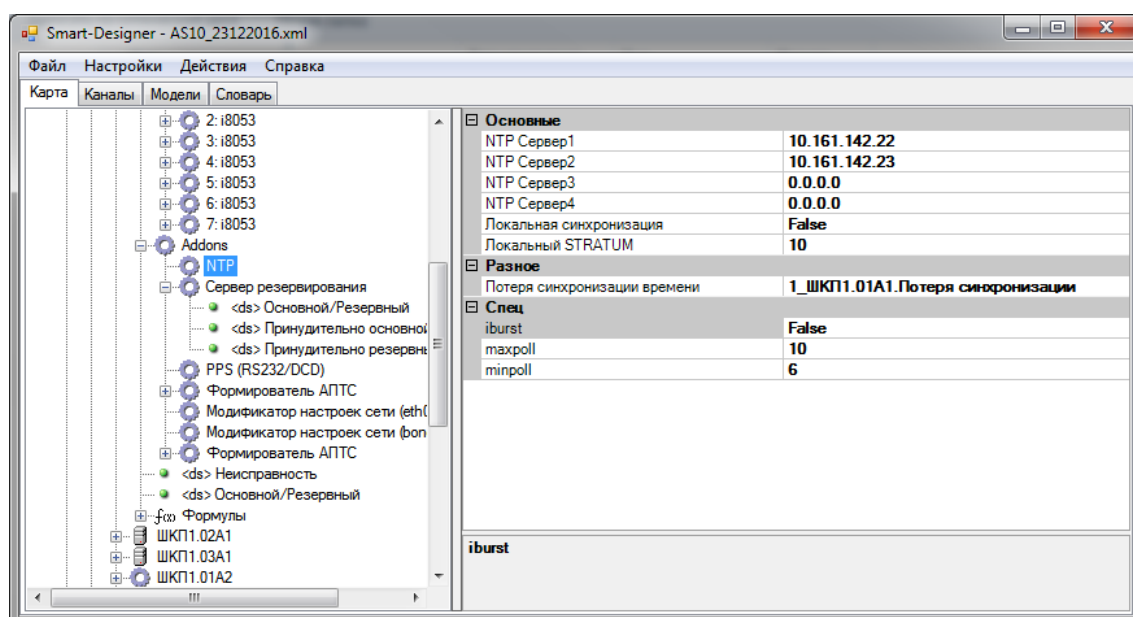 Smart-Designer - AS10_23122016.xml
Файл Настройки Действия Справка
Карта Каналы Модели Словарь
2: i8053
3: i8053
4: i8053
5: i8053
6: i8053
7: i8053
Addons
NTP
Сервер резервирования
<ds> Основной/Резервный
<ds> Принудительно основной
<ds> Принудительно резервн
PPS (RS232/DCD)
Формирователь АПТС
Модификатор настроек сети (eth0
Модификатор настроек сети (bon
Формирователь АПТС
<ds> Неисправность
<ds> Основной/Резервный
f(x) Формулы
ШКП1.02A1
ШКП1.03A1
ШКП1.01A2
Основные
NTP Сервер1 10.161.142.22
NTP Сервер2 10.161.142.23
NTP Сервер3 0.0.0.0
NTP Сервер4 0.0.0.0
Локальная синхронизация False
Локальный STRATUM 10
Разное
Потеря синхронизации времени 1_ШКП1.01A1.Потеря синхронизации
Спец
iburst False
maxpoll 10
minpoll 6
iburst